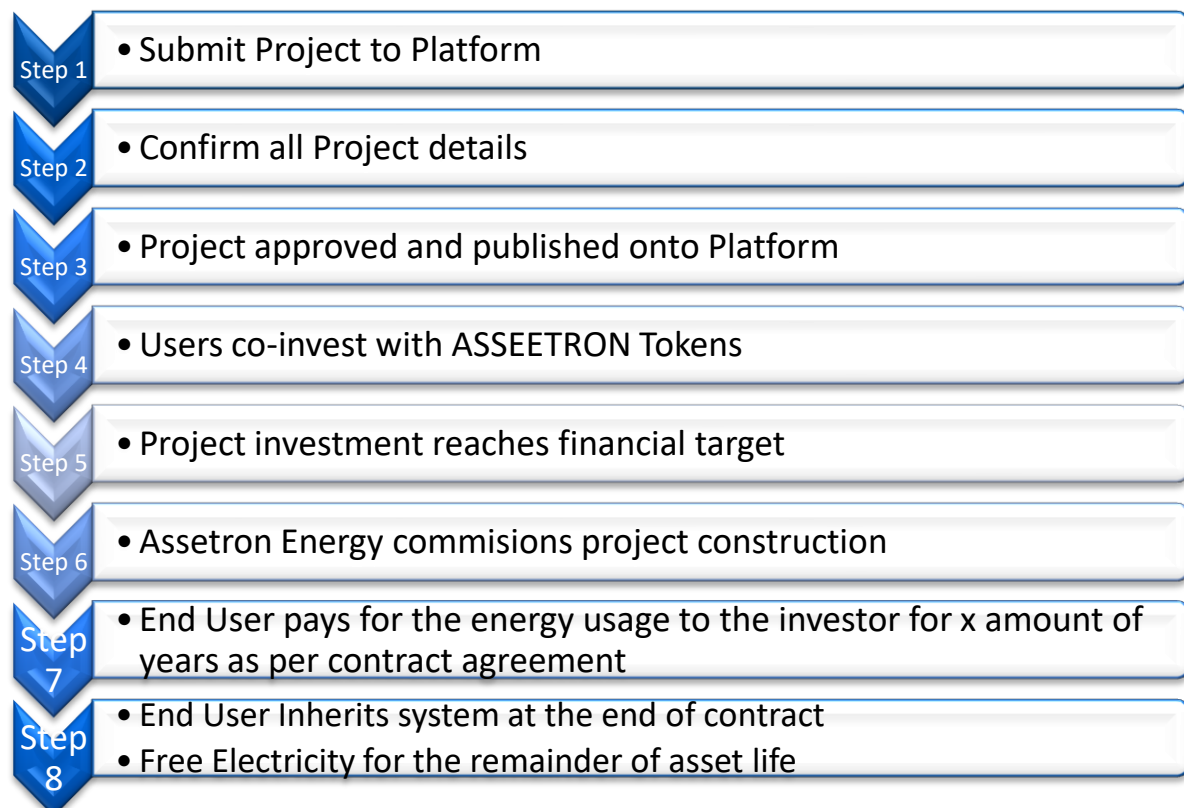 Step 1
• Submit Project to Platform
Step 2
• Confirm all Project details
Step 3
• Project approved and published onto Platform
Step 4
• Users co-invest with ASSEETRON Tokens
Step 5
• Project investment reaches financial target
Step 6
• Assetron Energy commisions project construction
Step
7
• End User pays for the energy usage to the investor for x amount of
years as per contract agreement
Step
8
• End User Inherits system at the end of contract
• Free Electricity for the remainder of asset life